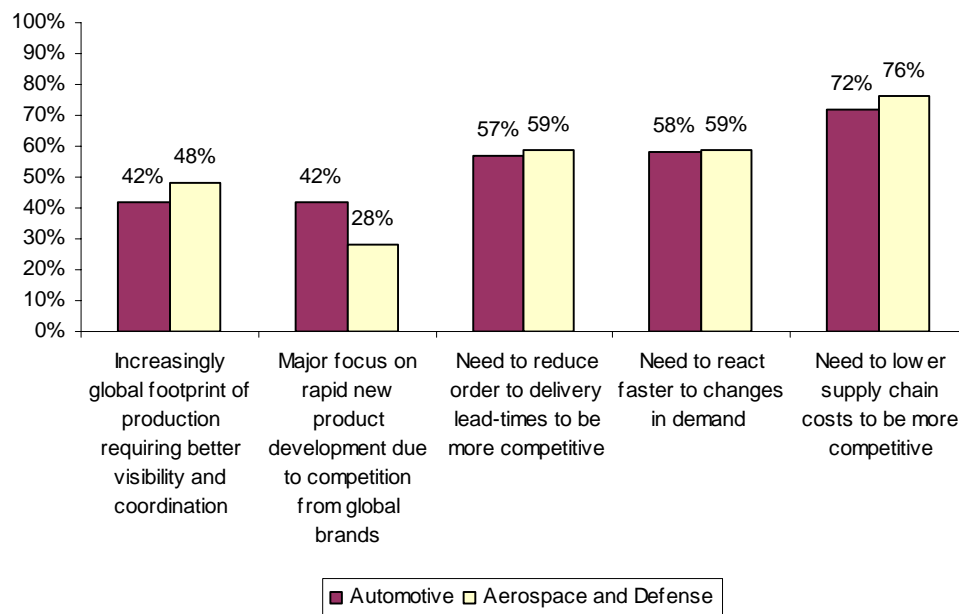 100%
90%
80%
70%
60%
50%
40%
30%
20%
10%
0%
42%
48%
42%
28%
57%
59%
58%
59%
72%
76%
Increasingly
global footprint of
production
requiring better
visibility and
coordination
Major focus on
rapid new
product
development due
to competition
from global
brands
Need to reduce
order to delivery
lead-times to be
more competitive
Need to react
faster to changes
in demand
Need to lower
supply chain
costs to be more
competitive
Automotive
Aerospace and Defense